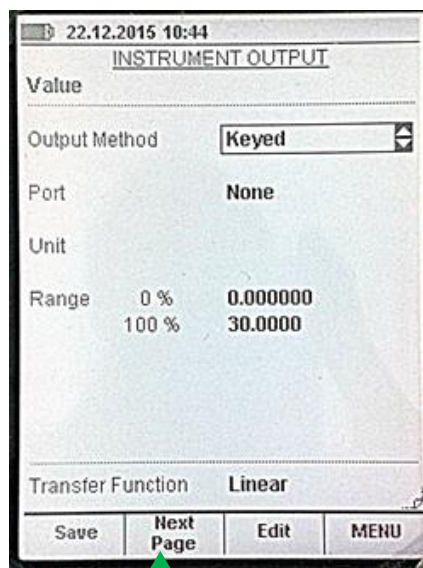 22.12.2015 10:44
INSTRUMENT OUTPUT
Value
Output Method Keyed
Port None
Unit
Range 0 % 0.000000
100 % 30.0000
Transfer Function Linear
Save Next Page Edit MENU